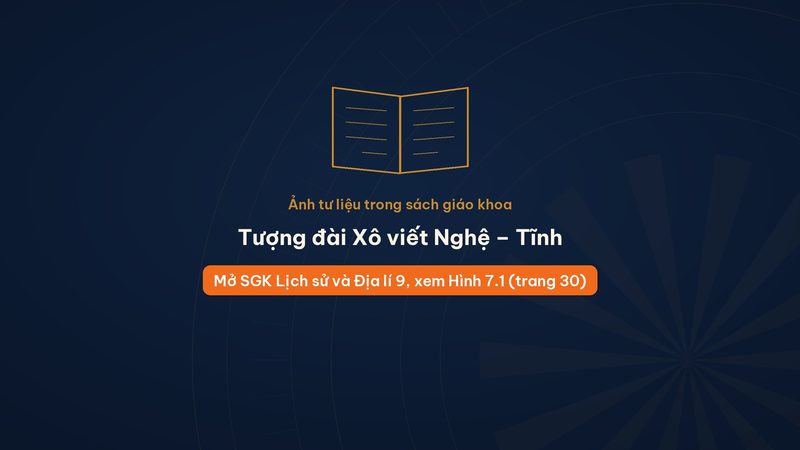 Ảnh tư liệu trong sách giáo khoa
Tượng đài Xô viết Nghệ – Tĩnh
Mở SGK Lịch sử và Địa lí 9, xem Hình 7.1 (trang 30)